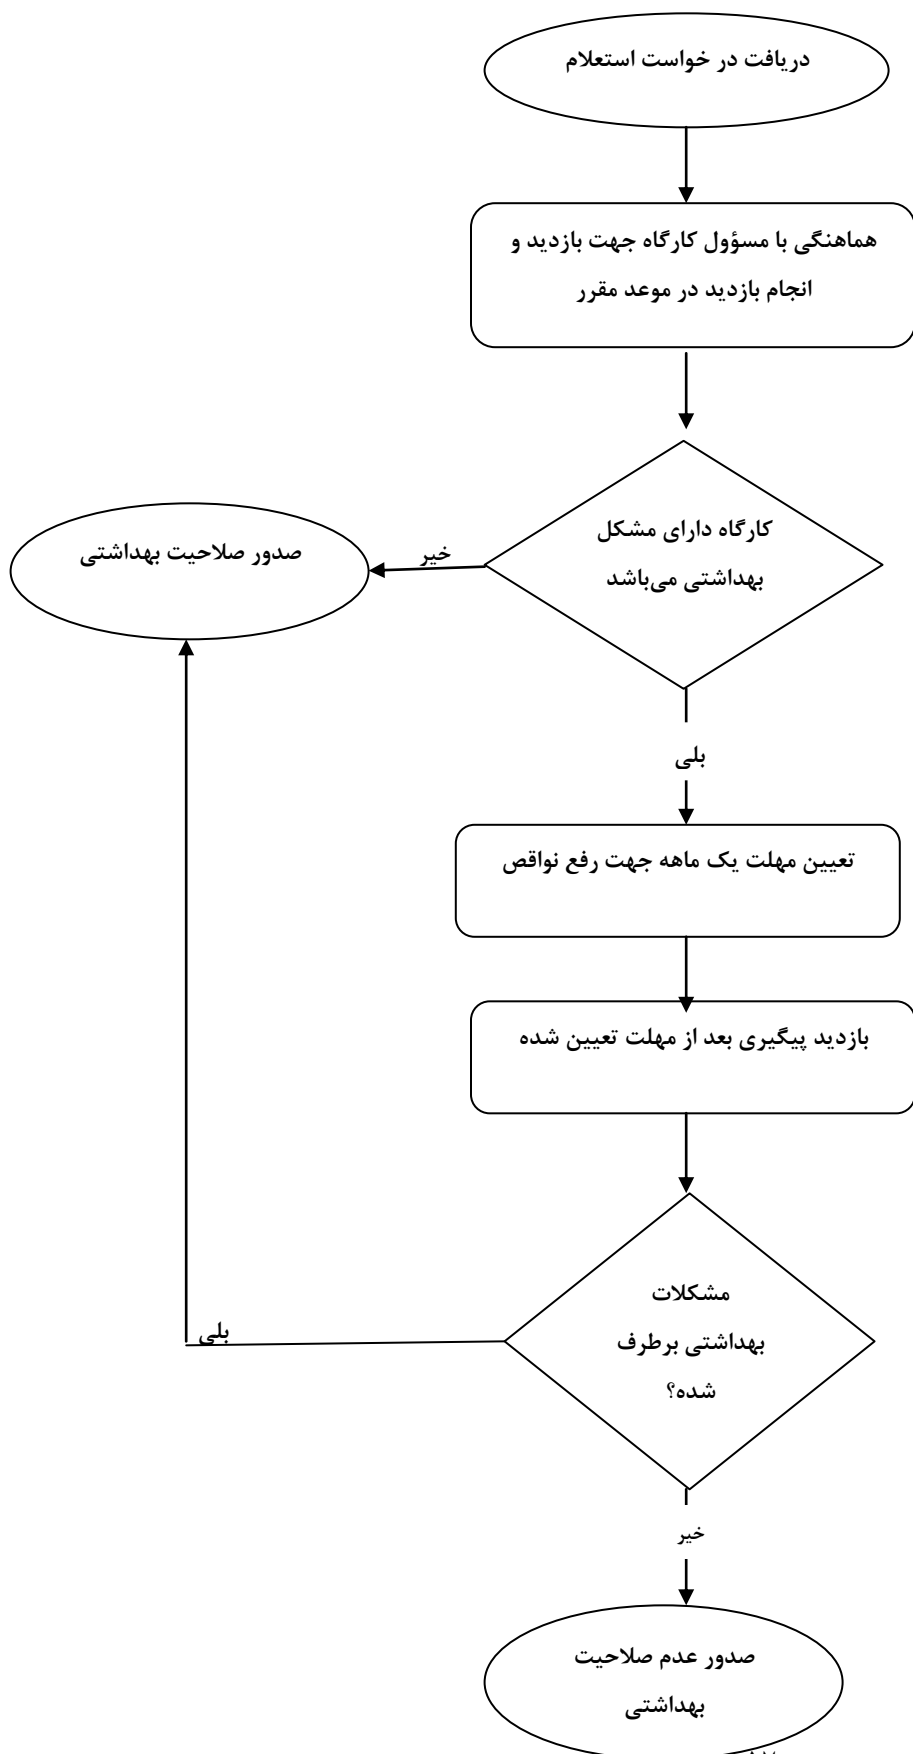 دریافت در خواست استعلام
هماهنگی با مسؤول کارگاه جهت بازدید و
انجام بازدید در موعد مقرر
کارگاه دارای مشکل
بهداشتی می‌باشد
خیر
صدور صلاحیت بهداشتی
بلی
تعیین مهلت یک ماهه جهت رفع نواقص
بازدید پیگیری بعد از مهلت تعیین شده
مشکلات
بهداشتی برطرف
شده؟
بلی
خیر
صدور عدم صلاحیت
بهداشتی